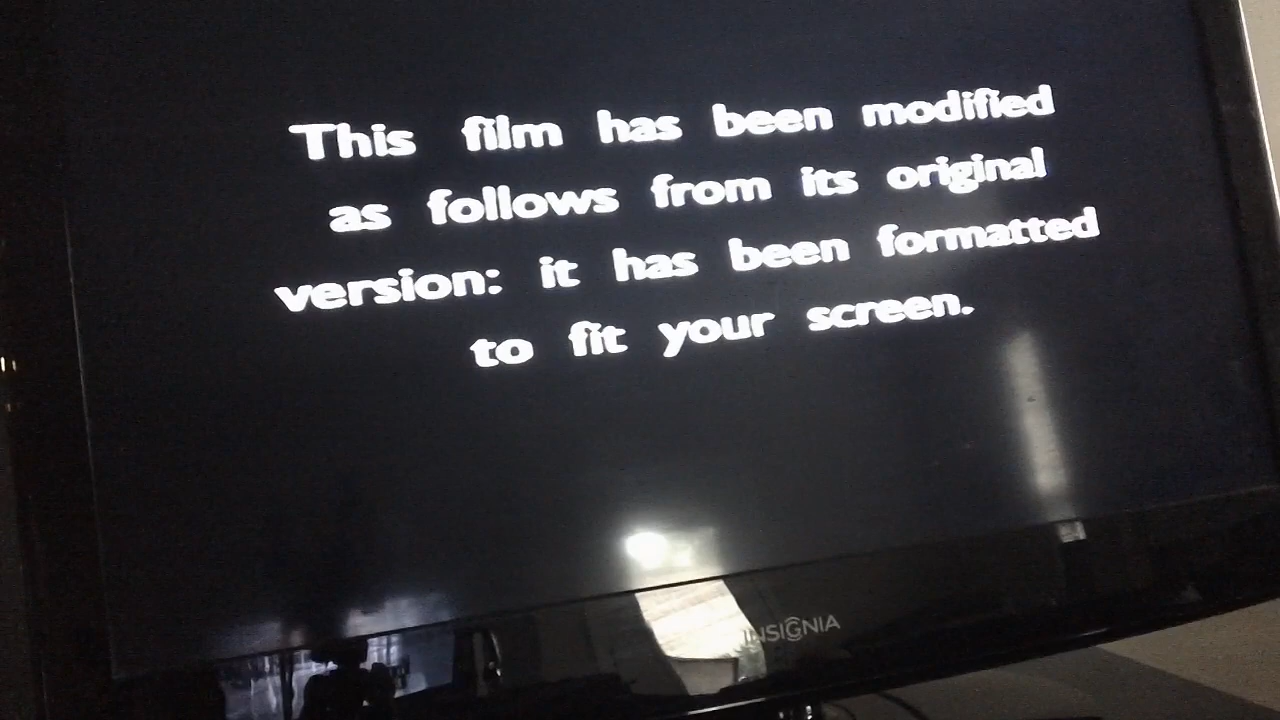 This film has been modified
as follows from its original
version: it has been formatted
to fit your screen.
INSIGNIA